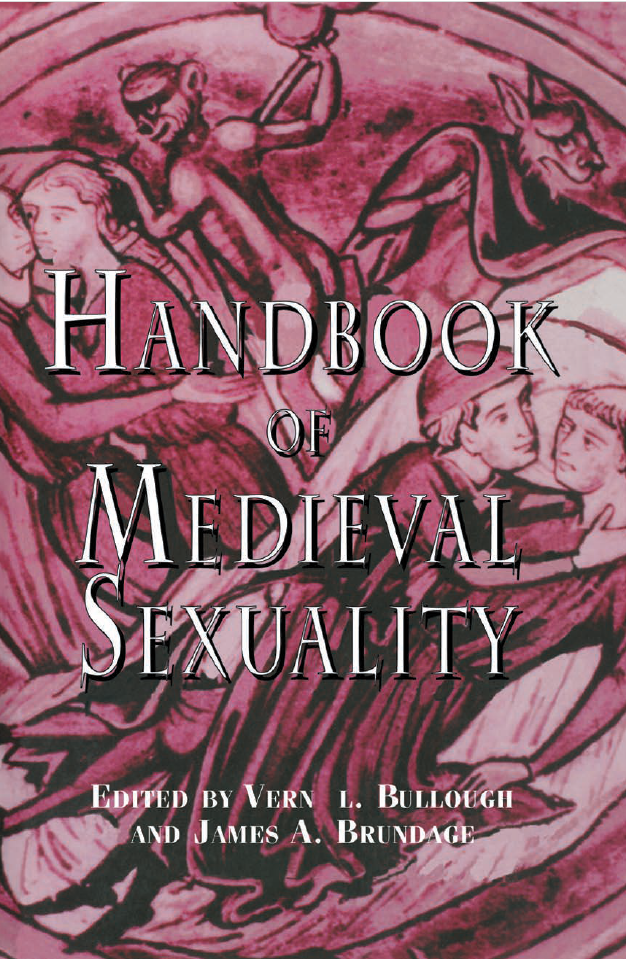 HANDBOOK
OF
MEDIEVAL
SEXUALITY
EDITED BY VERN L. BULLOUGH
AND JAMES A. BRUNDAGE